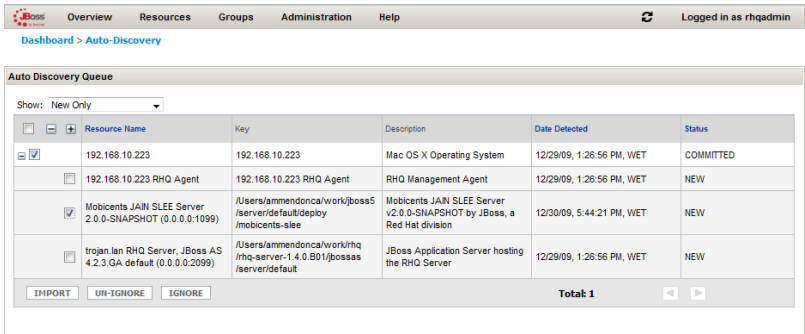 JBoss Overview Resources Groups Administration Help Logged in as rhqadmin
Dashboard > Auto-Discovery
Auto Discovery Queue
Show: New Only
Resource Name Key Description Date Detected Status
192.168.10.223 192.168.10.223 Mac OS X Operating System 12/29/09, 1:26:56 PM, WET COMMITTED
192.168.10.223 RHQ Agent 192.168.10.223 RHQ Agent RHQ Management Agent 12/29/09, 1:26:56 PM, WET NEW
Mobicents JAIN SLEE Server
2.0.0-SNAPSHOT (0.0.0.0:1099)
/Users/ammendonca/work/jboss5
/server/default/deploy
/mobicents-slee
Mobicents JAIN SLEE Server
v2.0.0-SNAPSHOT by JBoss, a
Red Hat division
12/30/09, 5:44:21 PM, WET
NEW
trojan.lan RHQ Server, JBoss AS
4.2.3.GA default (0.0.0.0:2099)
/Users/ammendonca/work/rhq
/rhq-server-1.4.0.B01/jbossas
/server/default
JBoss Application Server hosting
the RHQ Server
12/29/09, 1:26:56 PM, WET
NEW
IMPORT UN-IGNORE IGNORE Total: 1